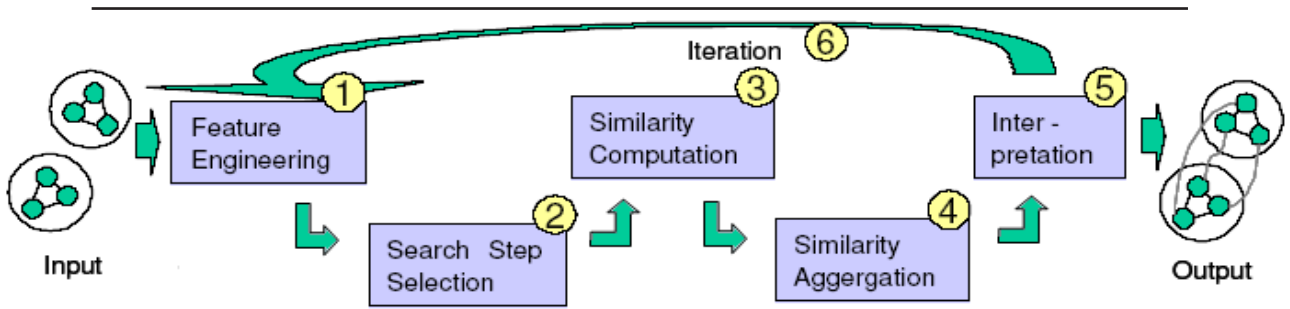 Iteration 6
1
Feature
Engineering
2
Search Step
Selection
3
Similarity
Computation
4
Similarity
Aggergation
5
Inter -
pretation
Input
Output